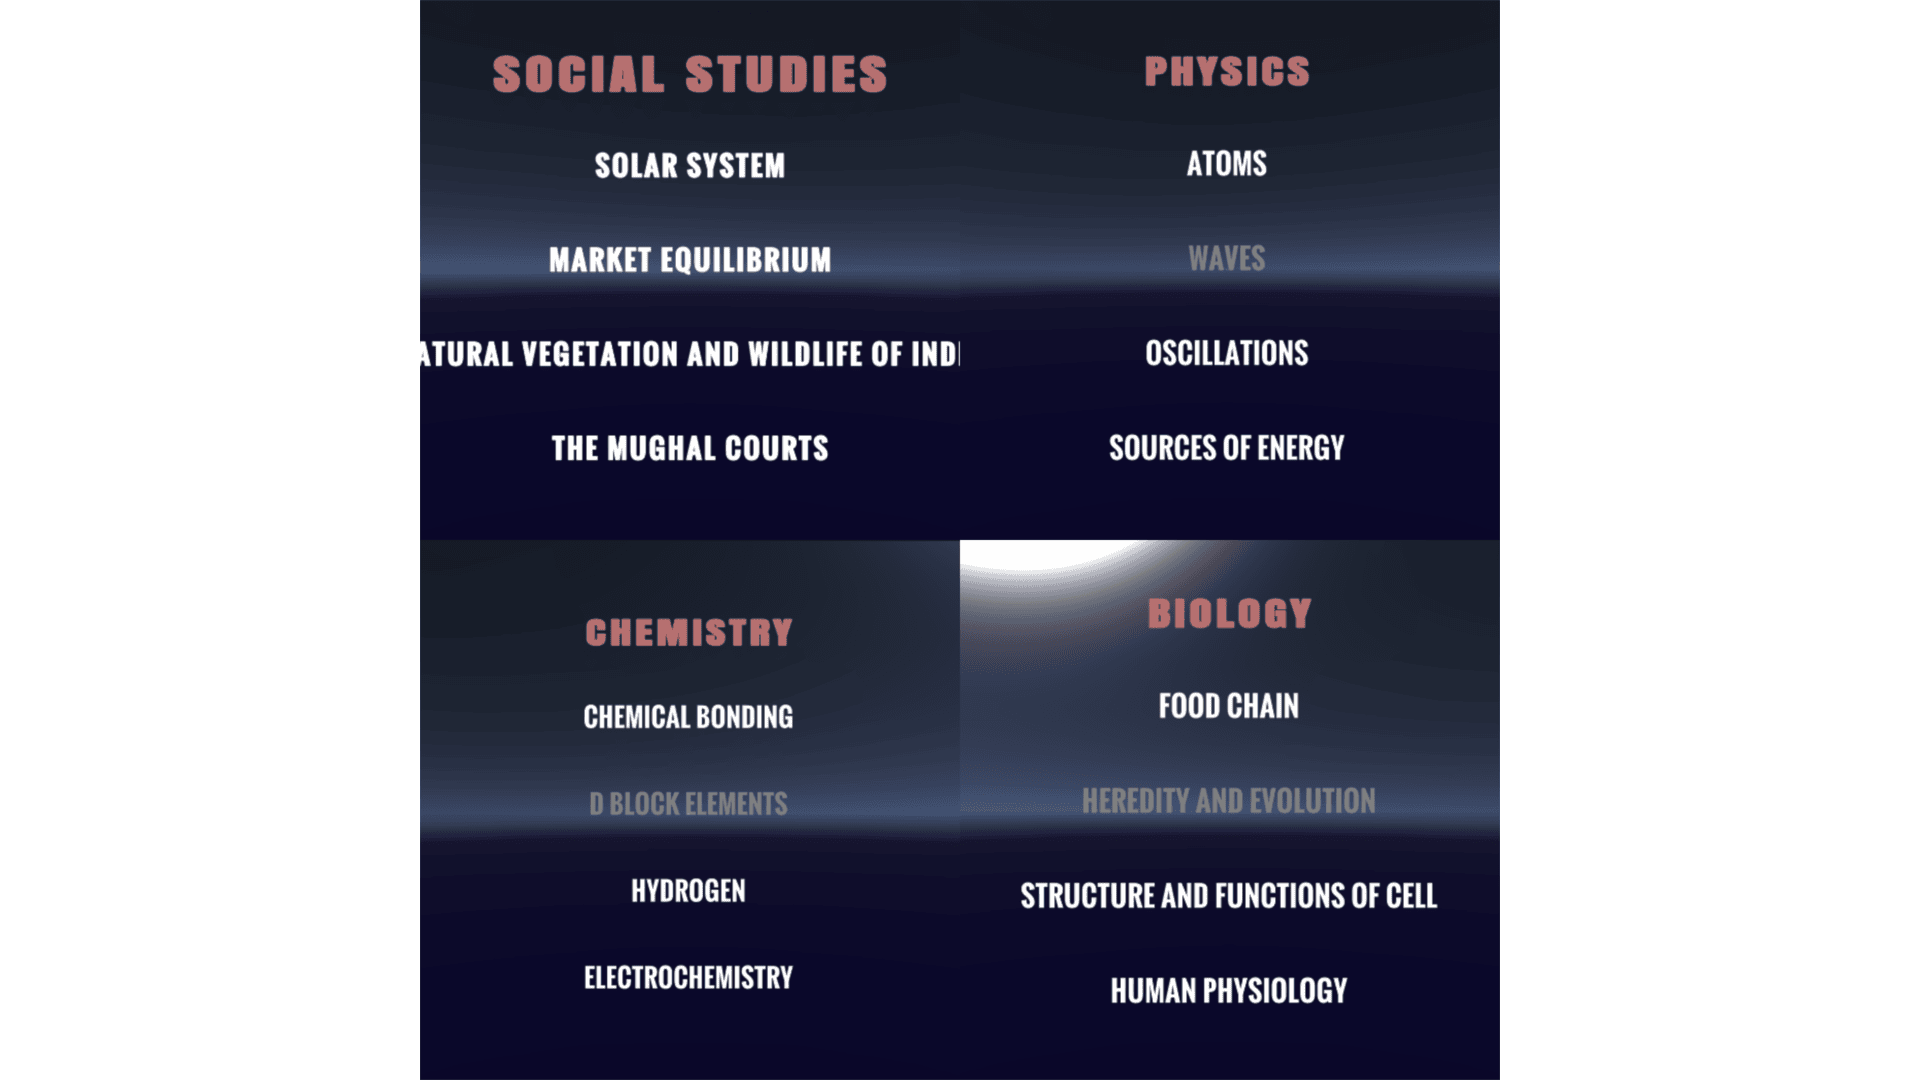 SOCIAL STUDIES
SOLAR SYSTEM
MARKET EQUILIBRIUM
ATURAL VEGETATION AND WILDLIFE OF IND
THE MUGHAL COURTS
PHYSICS
ATOMS
WAVES
OSCILLATIONS
SOURCES OF ENERGY
CHEMISTRY
CHEMICAL BONDING
D BLOCK ELEMENTS
HYDROGEN
ELECTROCHEMISTRY
BIOLOGY
FOOD CHAIN
HEREDITY AND EVOLUTION
STRUCTURE AND FUNCTIONS OF CELL
HUMAN PHYSIOLOGY